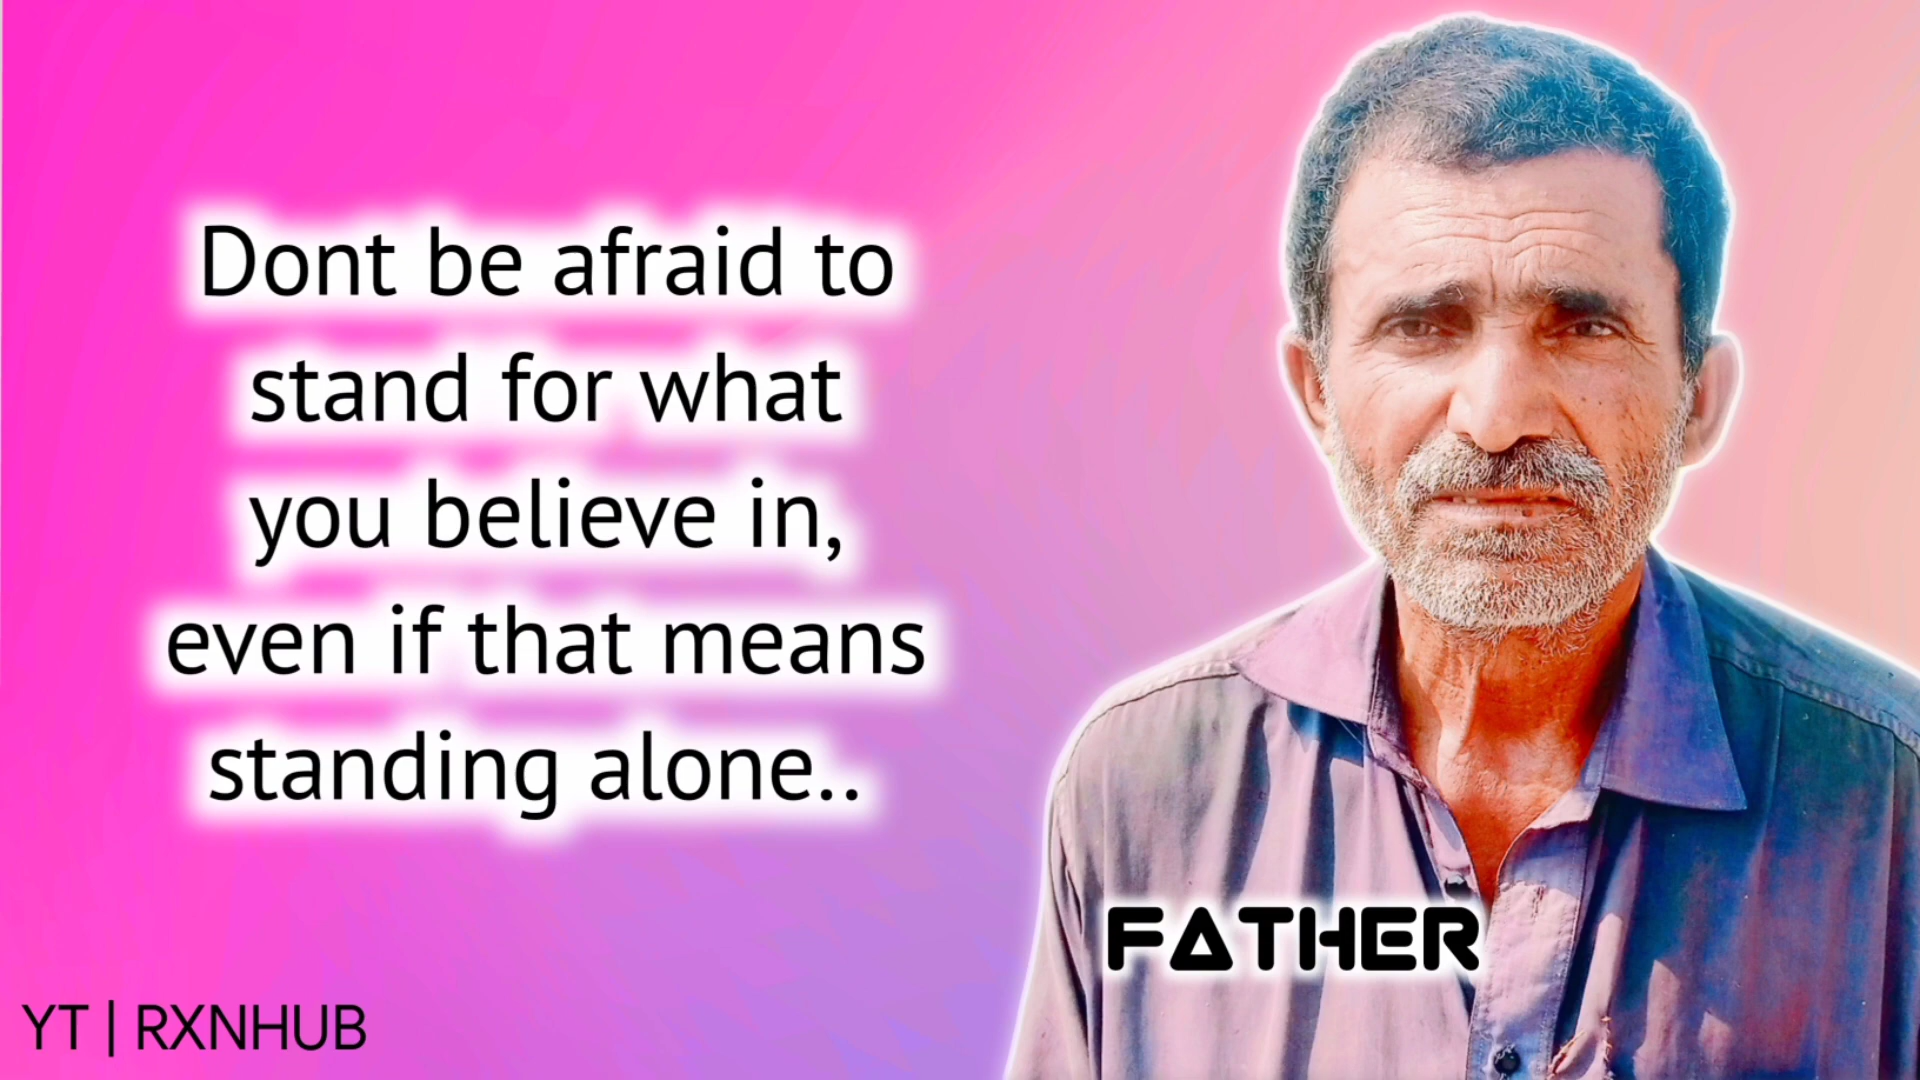 Dont be afraid to
stand for what
you believe in,
even if that means
standing alone..
FATHER
YT | RXNHUB